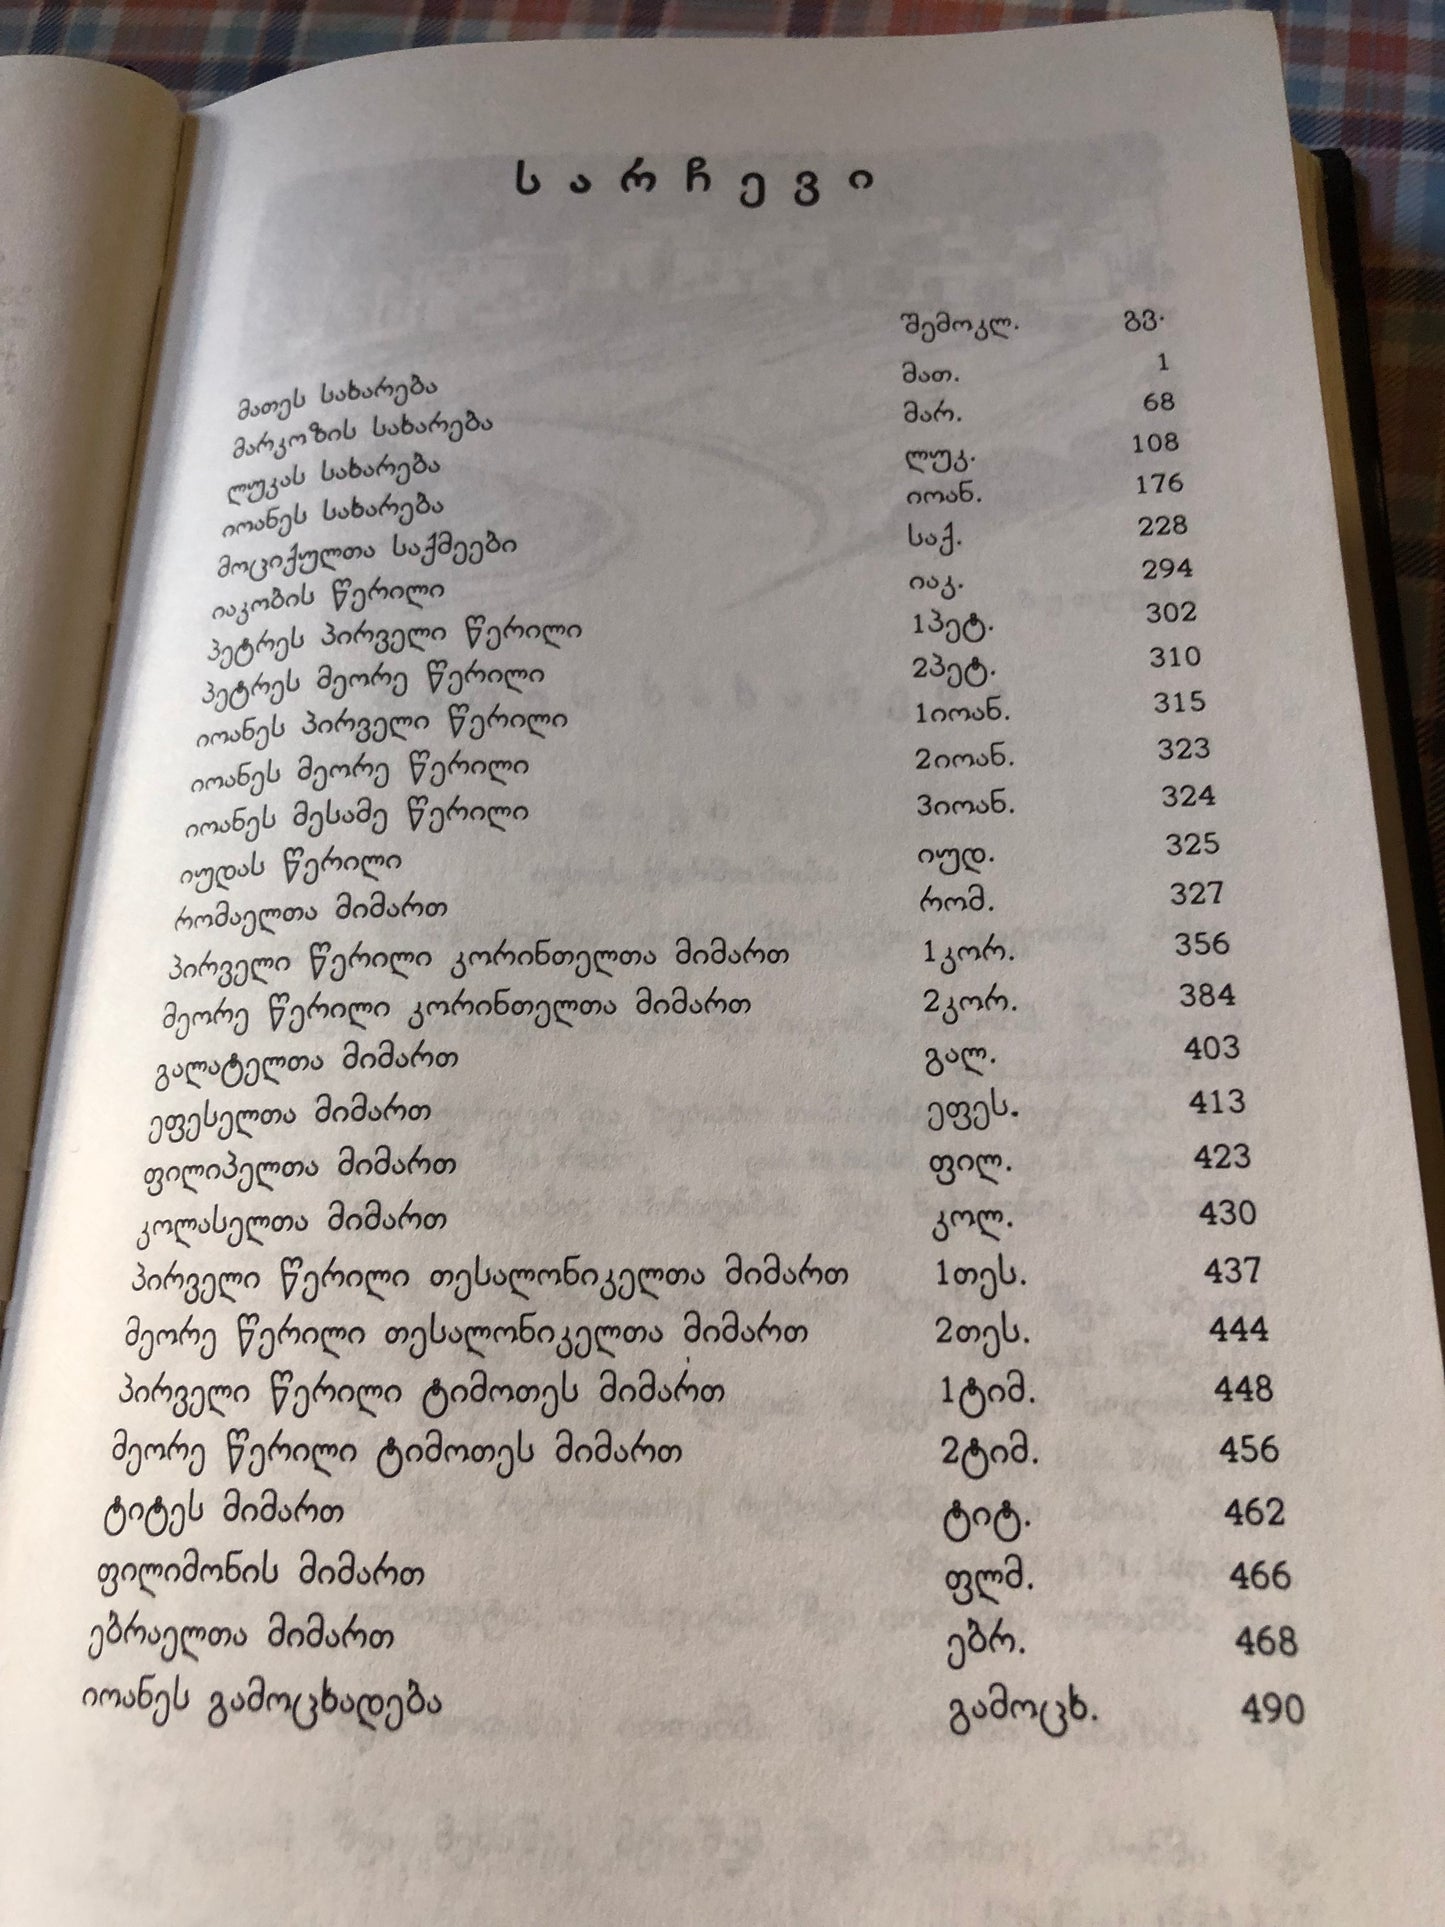 სარჩევი
შემოკლ. გვ.
მათეს სახარება მათ. 1
მარკოზის სახარება მარ. 68
ლუკას სახარება ლუკ. 108
იოანეს სახარება იოან. 176
მოციქულთა საქმეები საქ. 228
იაკობის წერილი იაკ. 294
პეტრეს პირველი წერილი 1პეტ. 302
პეტრეს მეორე წერილი 2პეტ. 310
იოანეს პირველი წერილი 1იოან. 315
იოანეს მეორე წერილი 2იოან. 323
იოანეს მესამე წერილი 3იოან. 324
იუდას წერილი იუდ. 325
რომაელთა მიმართ რომ. 327
პირველი წერილი კორინთელთა მიმართ 1კორ. 356
მეორე წერილი კორინთელთა მიმართ 2კორ. 384
გალატელთა მიმართ გალ. 403
ეფესელთა მიმართ ეფეს. 413
ფილიპელთა მიმართ ფილ. 423
კოლასელთა მიმართ კოლ. 430
პირველი წერილი თესალონიკელთა მიმართ 1თეს. 437
მეორე წერილი თესალონიკელთა მიმართ 2თეს. 444
პირველი წერილი ტიმოთეს მიმართ 1ტიმ. 448
მეორე წერილი ტიმოთეს მიმართ 2ტიმ. 456
ტიტეს მიმართ ტიტ. 462
ფილიმონის მიმართ ფლმ. 466
ებრაელთა მიმართ ებრ. 468
იოანეს გამოცხადება გამოცხ. 490